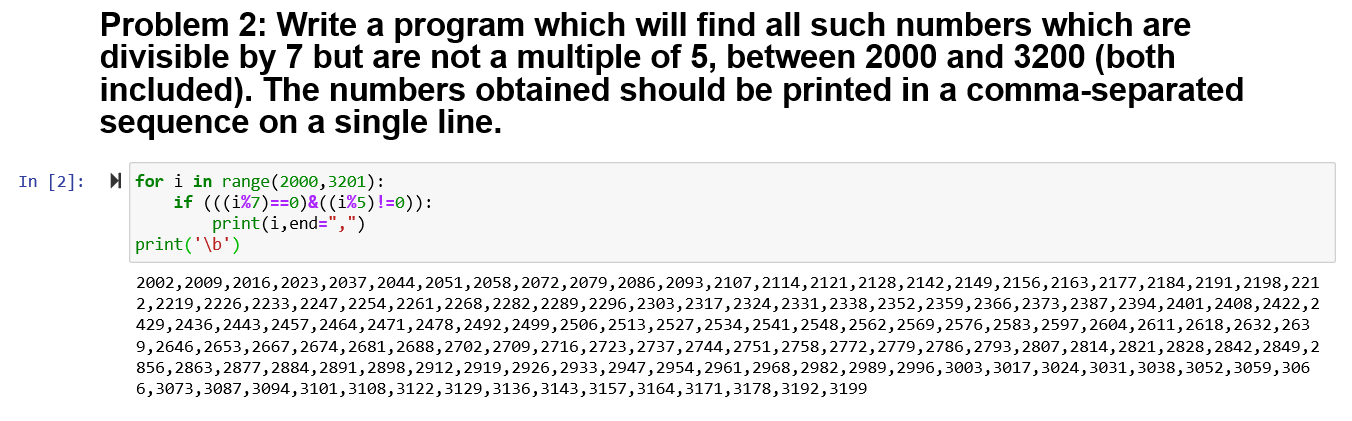 Problem 2: Write a program which will find all such numbers which are
divisible by 7 but are not a multiple of 5, between 2000 and 3200 (both
included). The numbers obtained should be printed in a comma-separated
sequence on a single line.
In [2]:
for i in range(2000,3201):
    if (((i%7)==0)&((i%5)!=0)):
        print(i,end=",")
print('\b')
2002,2009,2016,2023,2037,2044,2051,2058,2072,2079,2086,2093,2107,2114,2121,2128,2142,2149,2156,2163,2177,2184,2191,2198,221
2,2219,2226,2233,2247,2254,2261,2268,2282,2289,2296,2303,2317,2324,2331,2338,2352,2359,2366,2373,2387,2394,2401,2408,2422,2
429,2436,2443,2457,2464,2471,2478,2492,2499,2506,2513,2527,2534,2541,2548,2562,2569,2576,2583,2597,2604,2611,2618,2632,263
9,2646,2653,2667,2674,2681,2688,2702,2709,2716,2723,2737,2744,2751,2758,2772,2779,2786,2793,2807,2814,2821,2828,2842,2849,2
856,2863,2877,2884,2891,2898,2912,2919,2926,2933,2947,2954,2961,2968,2982,2989,2996,3003,3017,3024,3031,3038,3052,3059,306
6,3073,3087,3094,3101,3108,3122,3129,3136,3143,3157,3164,3171,3178,3192,3199